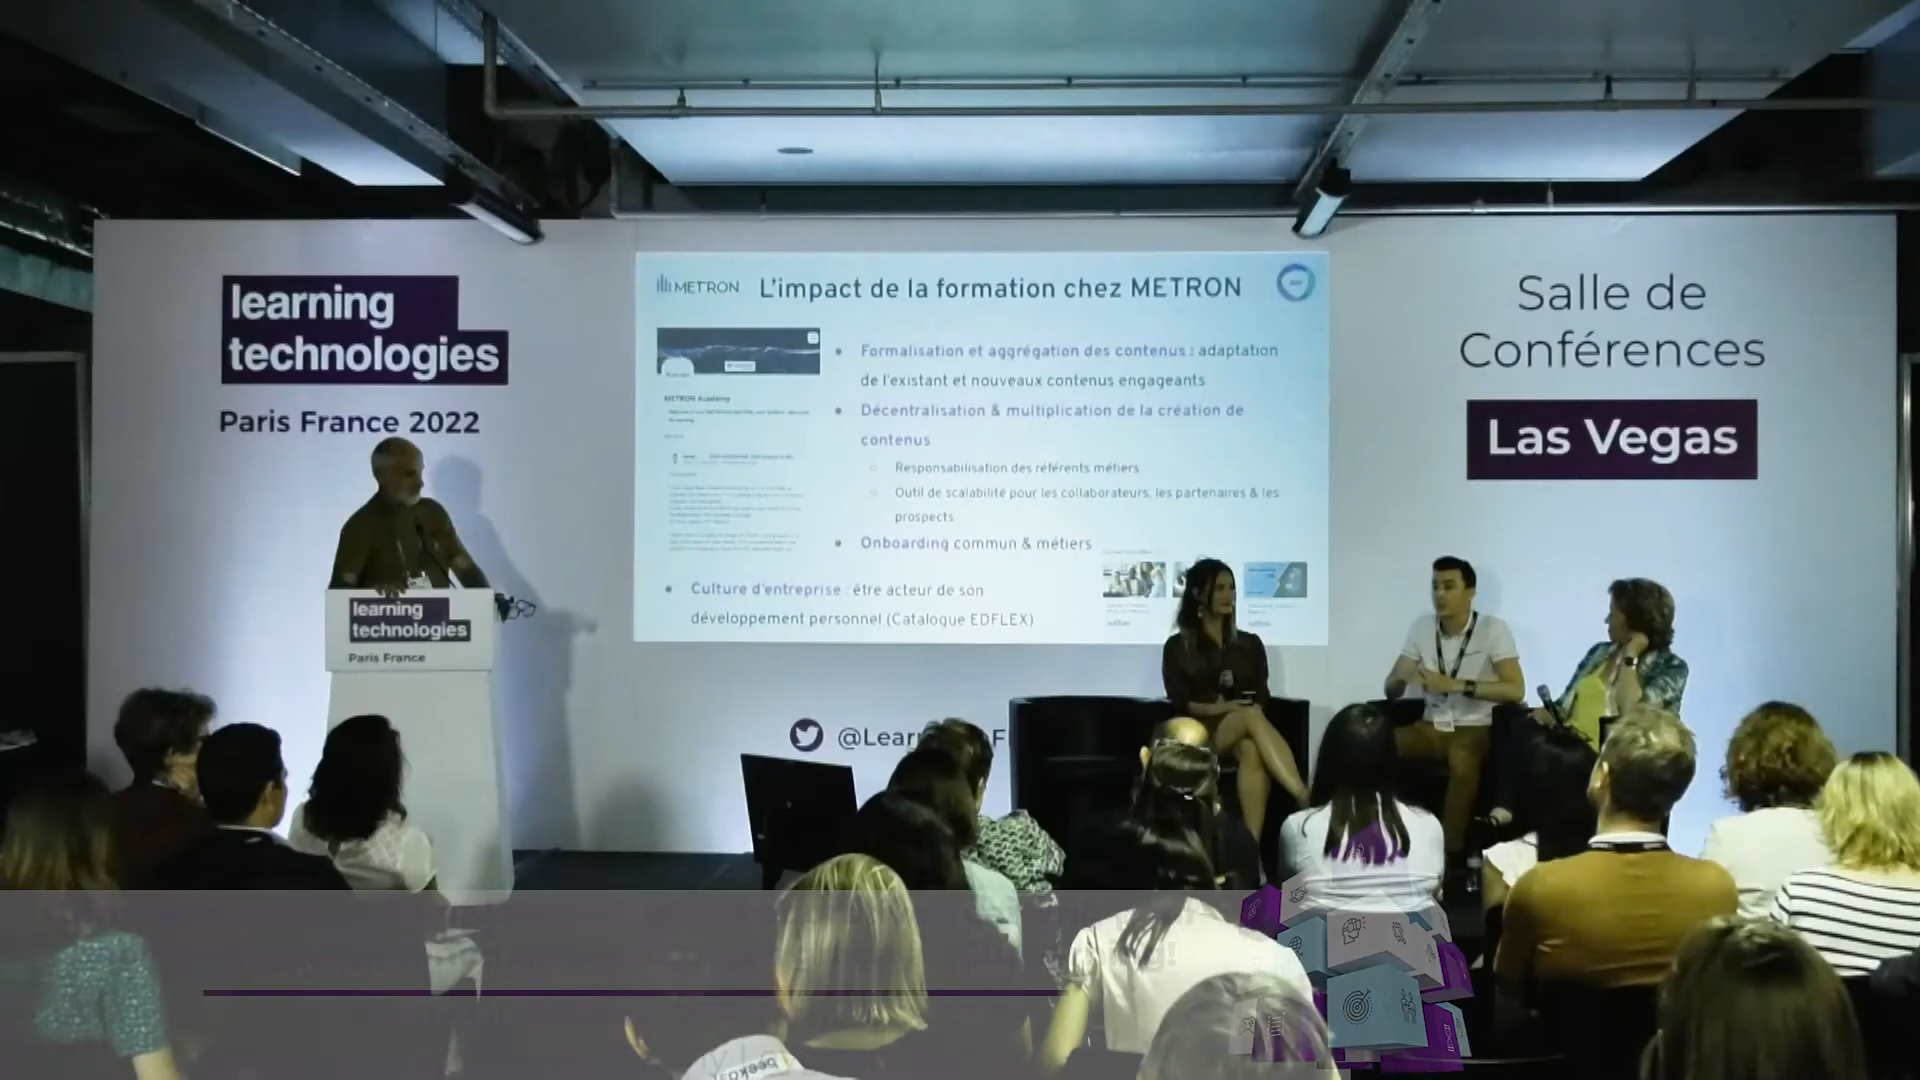 learning
technologies
Paris France 2022
METRON
L'impact de la formation chez METRON
METRON Academy
Formalisation et aggrégation des contenus : adaptation
de l'existant et nouveaux contenus engageants
Décentralisation & multiplication de la création de
contenus
Responsabilisation des référents métiers
Outil de scalabilité pour les collaborateurs, les partenaires & les
prospects
Onboarding commun & métiers
Culture d'entreprise : être acteur de son
développement personnel (Catalogue EDFLEX)
Salle de
Conférences
Las Vegas
learning
technologies
Paris France
beekast